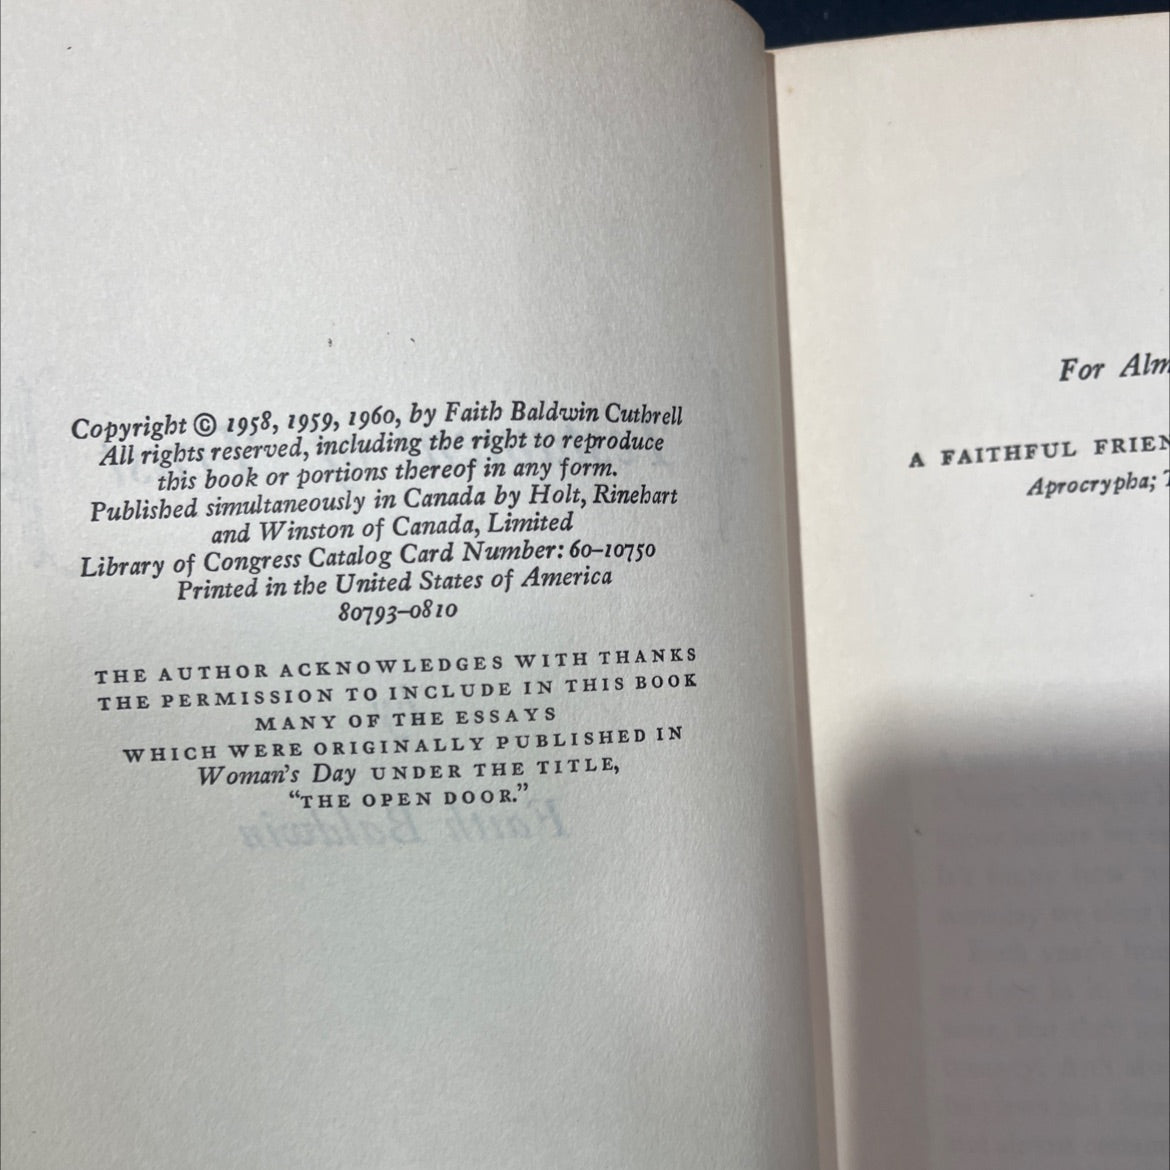 Copyright © 1958, 1959, 1960, by Faith Baldwin Cuthrell
All rights reserved, including the right to reproduce
this book or portions thereof in any form.
Published simultaneously in Canada by Holt, Rinehart
and Winston of Canada, Limited
Library of Congress Catalog Card Number: 60–10750
Printed in the United States of America
80793–0810
THE AUTHOR ACKNOWLEDGES WITH THANKS
THE PERMISSION TO INCLUDE IN THIS BOOK
MANY OF THE ESSAYS
WHICH WERE ORIGINALLY PUBLISHED IN
Woman's Day UNDER THE TITLE,
“THE OPEN DOOR.”
Faith Baldwin
For Alm
A FAITHFUL FRIEN
Aprocrypha;